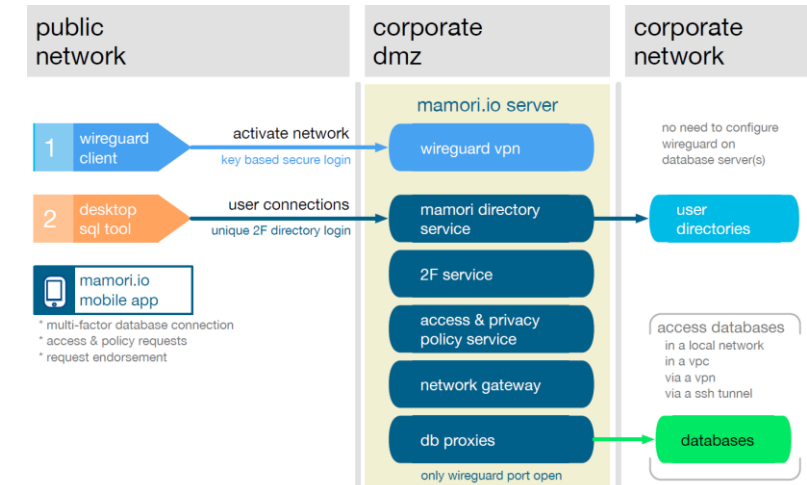 public
network
corporate
dmz
corporate
network
mamori.io server
1
wireguard
client
activate network
key based secure login
wireguard vpn
no need to configure
wireguard on
database server(s)
2
desktop
sql tool
user connections
unique 2F directory login
mamori directory
service
user
directories
mamori.io
mobile app
* multi-factor database connection
* access & policy requests
* request endorsement
2F service
access & privacy
policy service
network gateway
db proxies
only wireguard port open
access databases
in a local network
in a vpc
via a vpn
via a ssh tunnel
databases